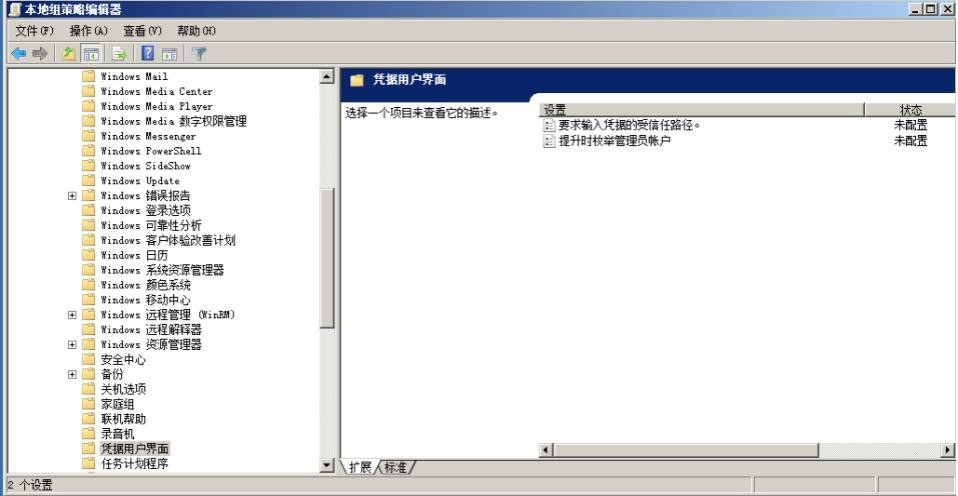 本地组策略编辑器
文件(F) 操作(A) 查看(V) 帮助(H)
Windows Mail
Windows Media Center
Windows Media Player
Windows Media 数字权限管理
Windows Messenger
Windows PowerShell
Windows SideShow
Windows Update
Windows 错误报告
Windows 登录选项
Windows 可靠性分析
Windows 客户体验改善计划
Windows 日历
Windows 系统资源管理器
Windows 颜色系统
Windows 移动中心
Windows 远程管理 (WinRM)
Windows 远程解释器
Windows 资源管理器
安全中心
备份
关机选项
家庭组
联机帮助
录音机
凭据用户界面
任务计划程序
凭据用户界面
选择一个项目来查看它的描述。
设置 状态
要求输入凭据的受信任路径。 未配置
提升时枚举管理员帐户 未配置
扩展 标准
2 个设置